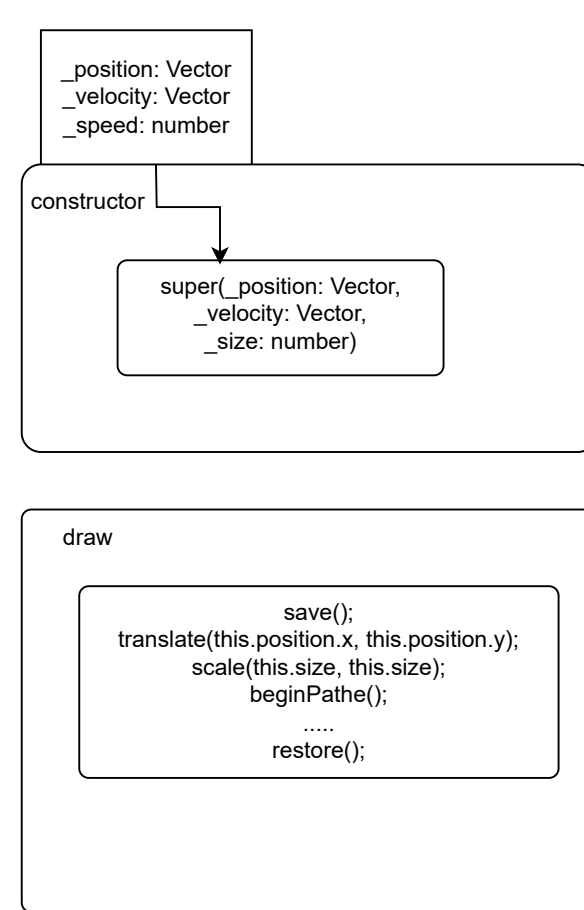 _position: Vector
_velocity: Vector
_speed: number
constructor
super(_position: Vector,
_velocity: Vector,
_size: number)
draw
save();
translate(this.position.x, this.position.y);
scale(this.size, this.size);
beginPathe();
.....
restore();